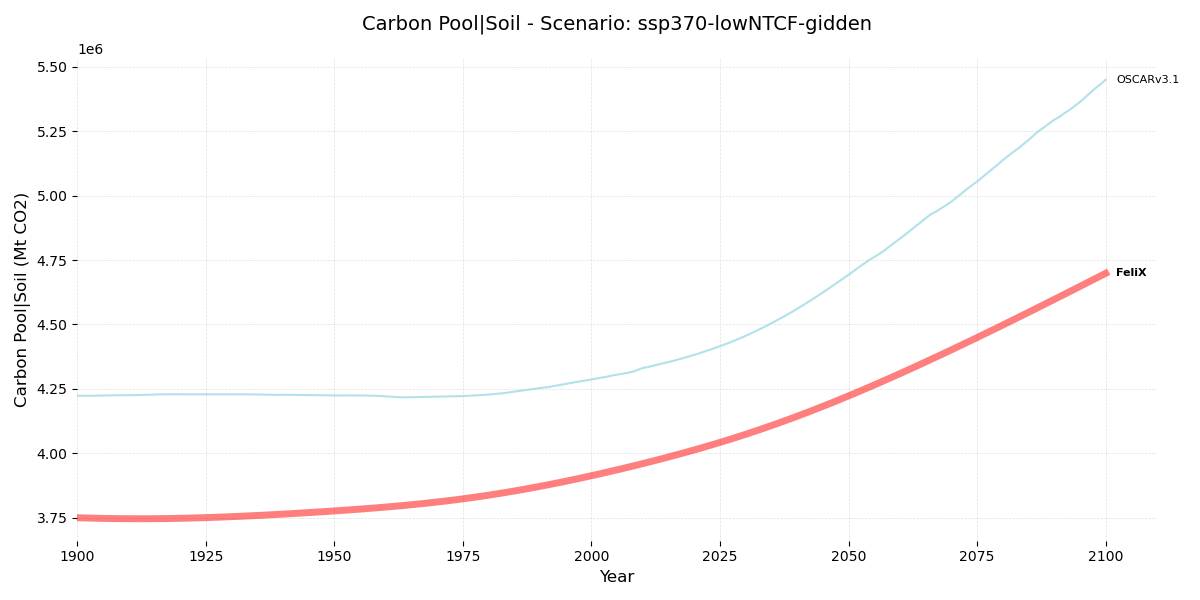 Carbon Pool|Soil - Scenario: ssp370-lowNTCF-gidden
1e6
5.50
5.25
5.00
4.75
4.50
4.25
4.00
3.75
Carbon Pool|Soil (Mt CO2)
OSCARv3.1
FeliX
1900 1925 1950 1975 2000 2025 2050 2075 2100
Year